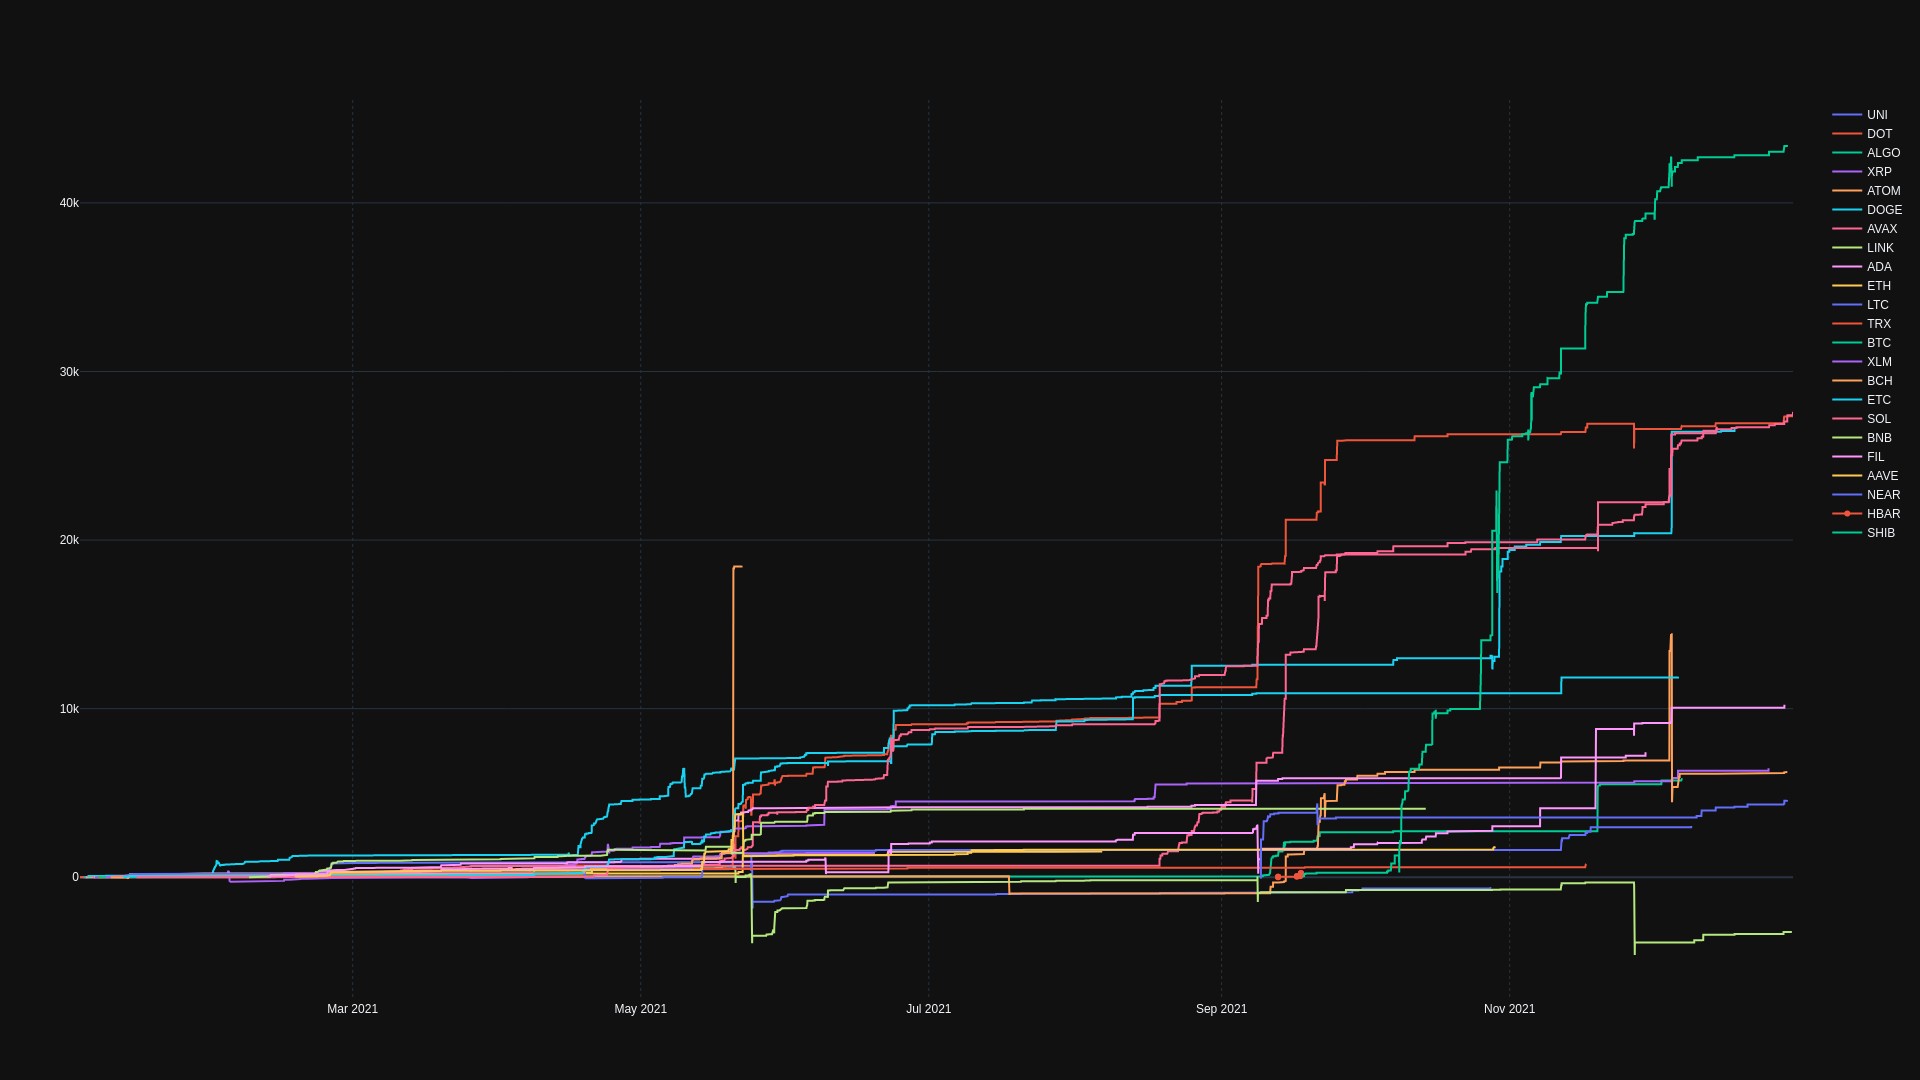 40k
30k
20k
10k
0
Mar 2021
May 2021
Jul 2021
Sep 2021
Nov 2021
UNI
DOT
ALGO
XRP
ATOM
DOGE
AVAX
LINK
ADA
ETH
LTC
TRX
BTC
XLM
BCH
ETC
SOL
BNB
FIL
AAVE
NEAR
HBAR
SHIB